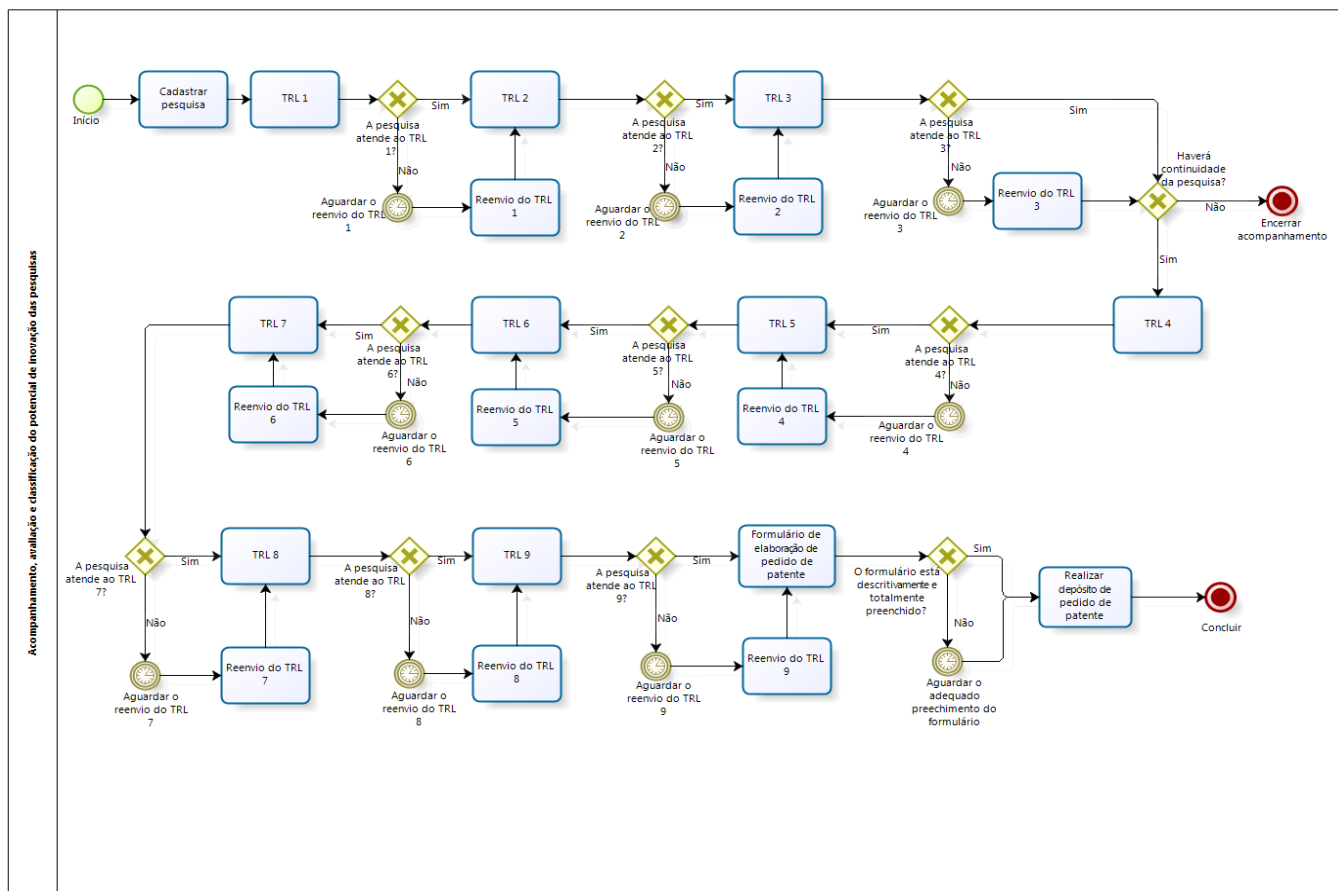 Acompanhamento, avaliação e classificação do potencial de inovação das pesquisas
Início
Cadastrar
pesquisa
TRL 1
A pesquisa
atende ao TRL
1?
Sim
Não
Aguardar o
reenvio do TRL
1
Reenvio do TRL
1
TRL 2
A pesquisa
atende ao TRL
2?
Sim
Não
Aguardar o
reenvio do TRL
2
Reenvio do TRL
2
TRL 3
A pesquisa
atende ao TRL
3?
Sim
Não
Aguardar o
reenvio do TRL
3
Reenvio do TRL
3
Haverá
continuidade
da pesquisa?
Não
Encerrar
acompanhamento
Sim
TRL 4
A pesquisa
atende ao TRL
4?
Sim
Não
Aguardar o
reenvio do TRL
4
Reenvio do TRL
4
TRL 5
A pesquisa
atende ao TRL
5?
Sim
Não
Aguardar o
reenvio do TRL
5
Reenvio do TRL
5
TRL 6
A pesquisa
atende ao TRL
6?
Sim
Não
Aguardar o
reenvio do TRL
6
Reenvio do TRL
6
TRL 7
A pesquisa
atende ao TRL
7?
Sim
Não
Aguardar o
reenvio do TRL
7
Reenvio do TRL
7
TRL 8
A pesquisa
atende ao TRL
8?
Sim
Não
Aguardar o
reenvio do TRL
8
Reenvio do TRL
8
TRL 9
A pesquisa
atende ao TRL
9?
Sim
Não
Aguardar o
reenvio do TRL
9
Reenvio do TRL
9
Formulário de
elaboração de
pedido de
patente
O formulário está
descritivamente e
totalmente
preenchido?
Sim
Não
Aguardar o
adequado
preechimento do
formulário
Realizar
depósito de
pedido de
patente
Concluir